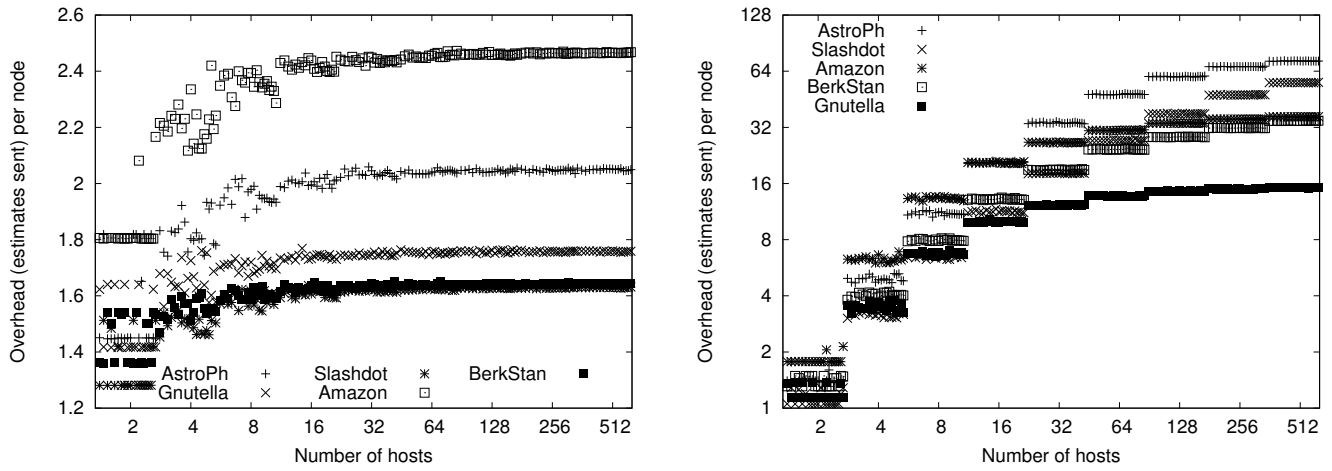 2.6
2.4
2.2
2
1.8
1.6
1.4
1.2
Overhead (estimates sent) per node
AstroPh Slashdot BerkStan
Gnutella Amazon
2 4 8 16 32 64 128 256 512
Number of hosts
128
64
32
16
8
4
2
1
Overhead (estimates sent) per node
AstroPh
Slashdot
Amazon
BerkStan
Gnutella
2 4 8 16 32 64 128 256 512
Number of hosts